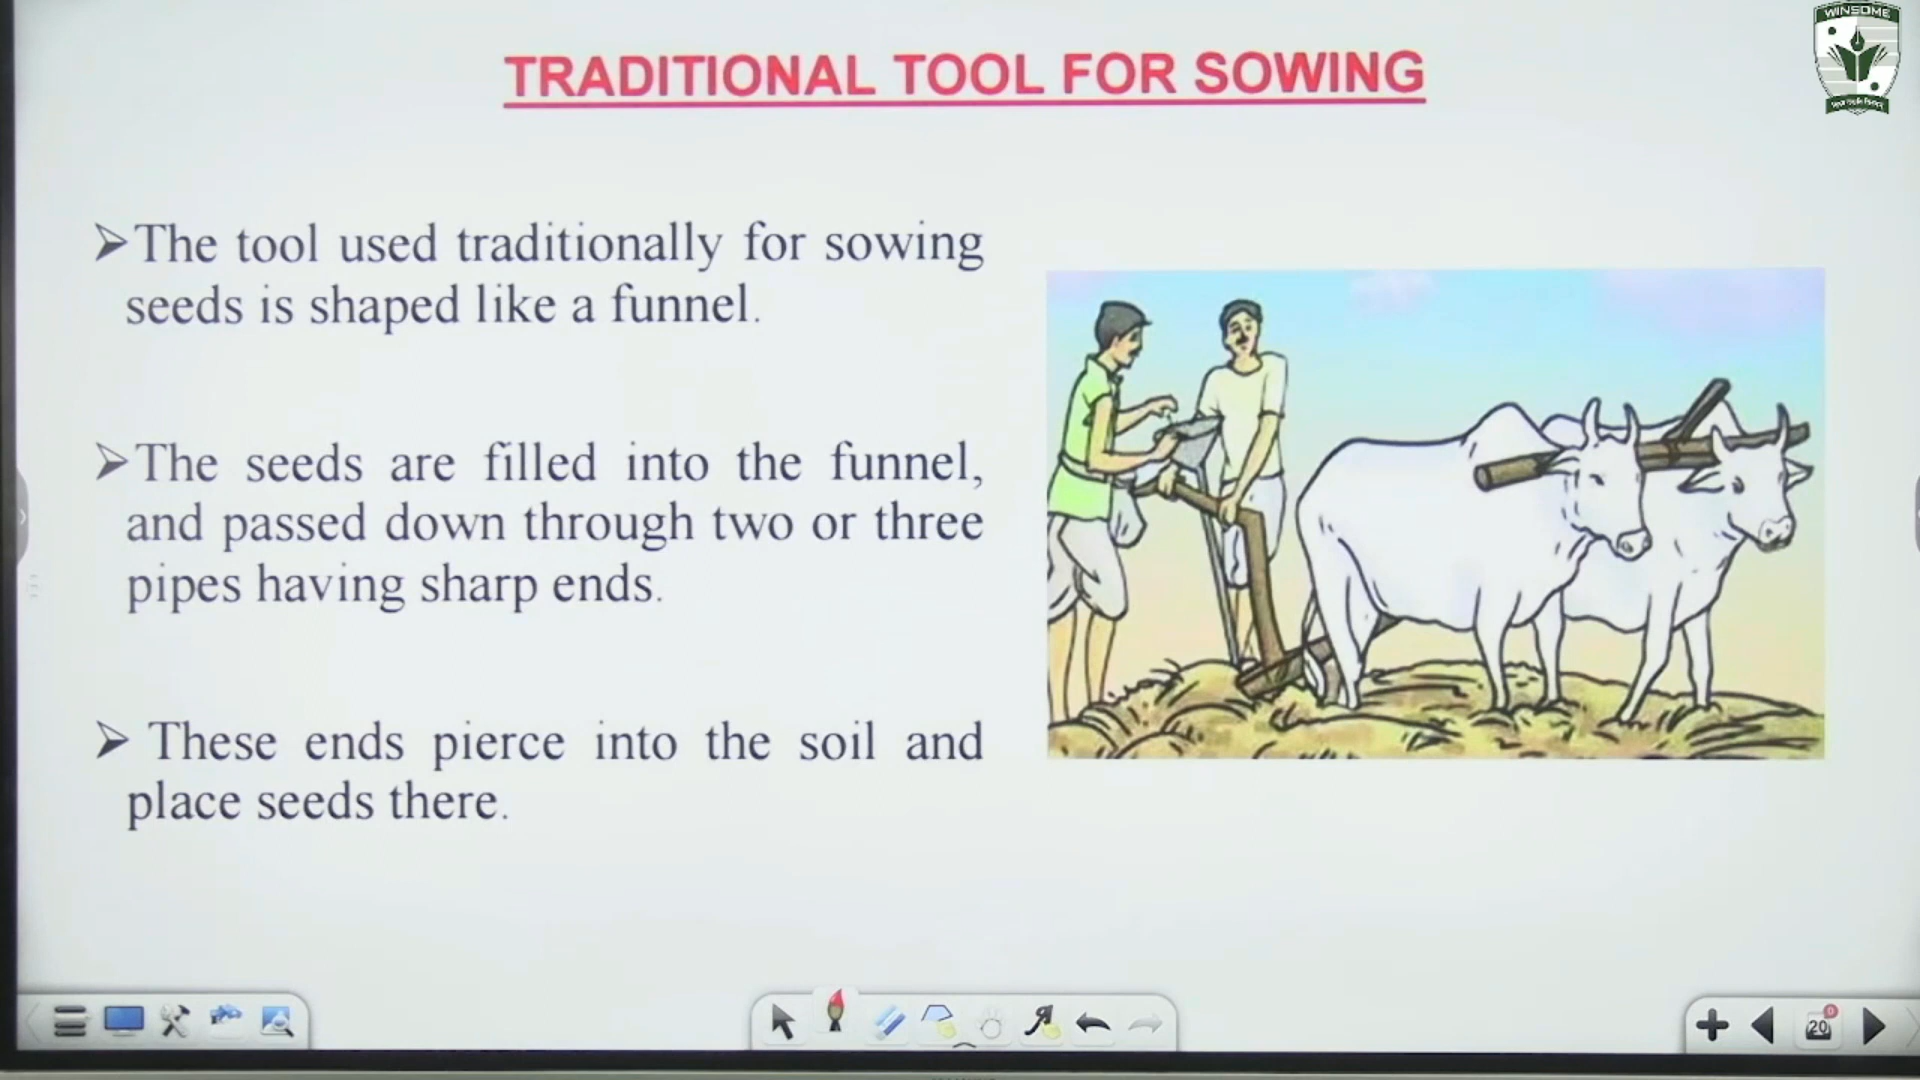 WINSOME
TRADITIONAL TOOL FOR SOWING
➢The tool used traditionally for sowing
seeds is shaped like a funnel.
➢The seeds are filled into the funnel,
and passed down through two or three
pipes having sharp ends.
➢ These ends pierce into the soil and
place seeds there.
20
0